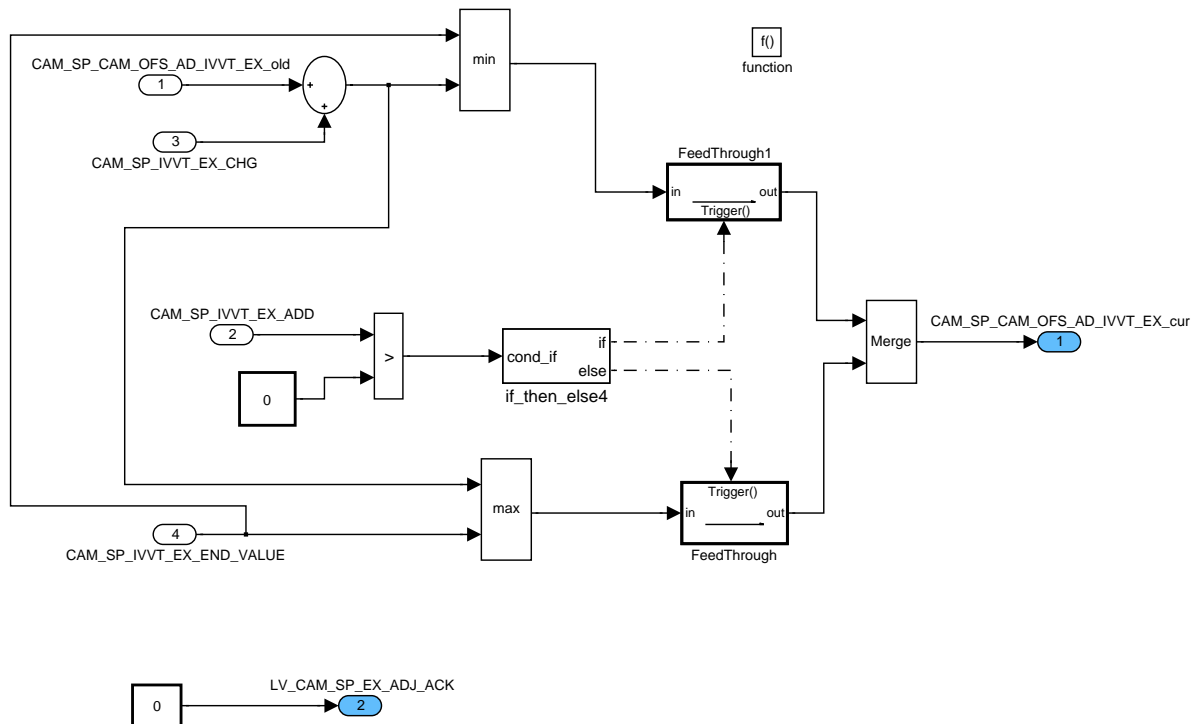 min
f()
function
CAM_SP_CAM_OFS_AD_IVVT_EX_old
1
+
+
3
CAM_SP_IVVT_EX_CHG
FeedThrough1
in
out
Trigger()
CAM_SP_IVVT_EX_ADD
2
>
0
cond_if
if
else
if_then_else4
Merge
CAM_SP_CAM_OFS_AD_IVVT_EX_cur
1
max
Trigger()
in
out
FeedThrough
4
CAM_SP_IVVT_EX_END_VALUE
LV_CAM_SP_EX_ADJ_ACK
0
2